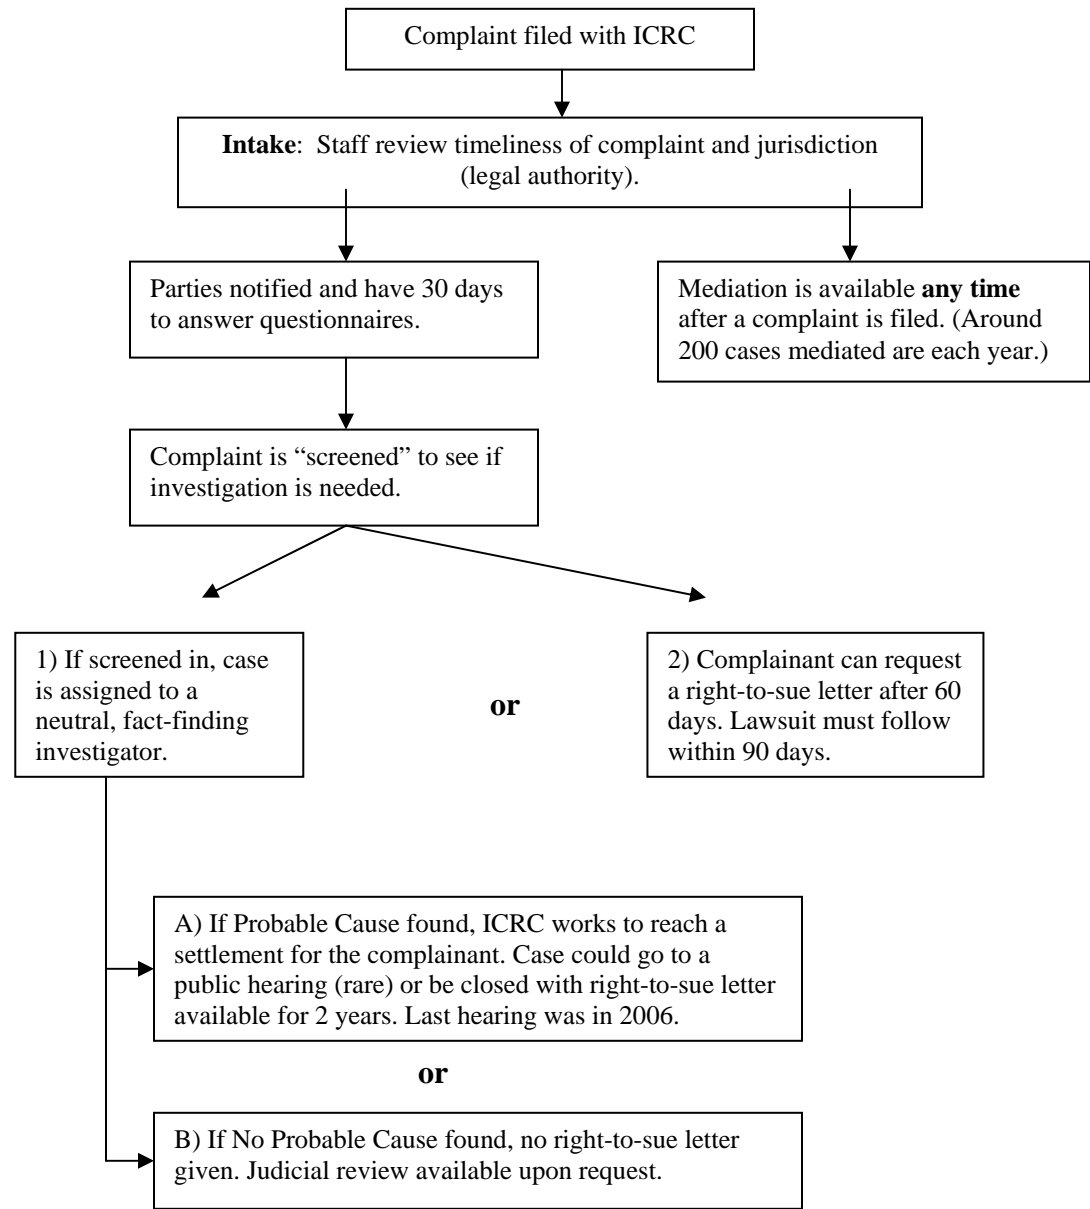 Complaint filed with ICRC
Intake:  Staff review timeliness of complaint and jurisdiction
(legal authority).
Parties notified and have 30 days
to answer questionnaires.
Mediation is available any time
after a complaint is filed. (Around
200 cases mediated are each year.)
Complaint is “screened” to see if
investigation is needed.
1) If screened in, case
is assigned to a
neutral, fact-finding
investigator.
or
2) Complainant can request
a right-to-sue letter after 60
days. Lawsuit must follow
within 90 days.
A) If Probable Cause found, ICRC works to reach a
settlement for the complainant. Case could go to a
public hearing (rare) or be closed with right-to-sue letter
available for 2 years. Last hearing was in 2006.
or
B) If No Probable Cause found, no right-to-sue letter
given. Judicial review available upon request.